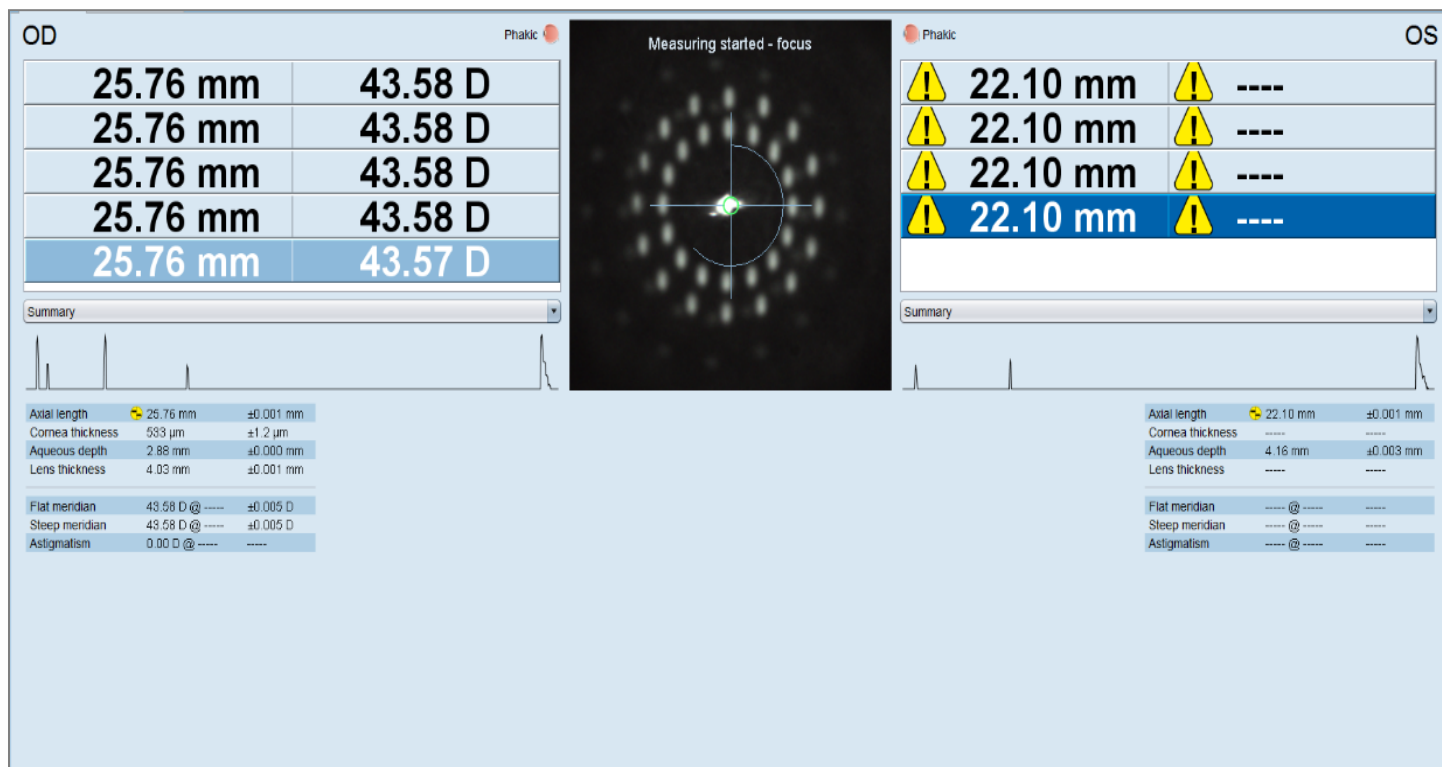 OD
Phakic
Measuring started - focus
Phakic
OS
25.76 mm 43.58 D
25.76 mm 43.58 D
25.76 mm 43.58 D
25.76 mm 43.58 D
25.76 mm 43.57 D
22.10 mm ----
22.10 mm ----
22.10 mm ----
22.10 mm ----
Summary
Summary
Axial length 25.76 mm ±0.001 mm
Cornea thickness 533 µm ±1.2 µm
Aqueous depth 2.88 mm ±0.000 mm
Lens thickness 4.03 mm ±0.001 mm
Flat meridian 43.58 D @ ----- ±0.005 D
Steep meridian 43.58 D @ ----- ±0.005 D
Astigmatism 0.00 D @ ----- -----
Axial length 22.10 mm ±0.001 mm
Cornea thickness ----- -----
Aqueous depth 4.16 mm ±0.003 mm
Lens thickness ----- -----
Flat meridian ----- @ ----- -----
Steep meridian ----- @ ----- -----
Astigmatism ----- @ ----- -----